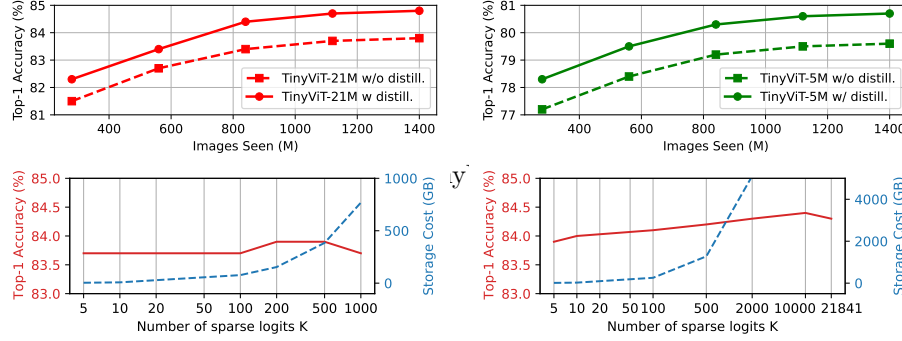 85
84
83
82
81
Top-1 Accuracy (%)
TinyViT-21M w/o distill.
TinyViT-21M w distill.
400 600 800 1000 1200 1400
Images Seen (M)
81
80
79
78
77
Top-1 Accuracy (%)
TinyViT-5M w/o distill.
TinyViT-5M w/ distill.
400 600 800 1000 1200 1400
Images Seen (M)
85.0
84.5
84.0
83.5
83.0
Top-1 Accuracy (%)
1000
500
0
Storage Cost (GB)
5 10 20 50 100 200 500 1000
Number of sparse logits K
85.0
84.5
84.0
83.5
83.0
Top-1 Accuracy (%)
4000
2000
0
Storage Cost (GB)
5 10 20 50 100 500 2000 10000 21841
Number of sparse logits K